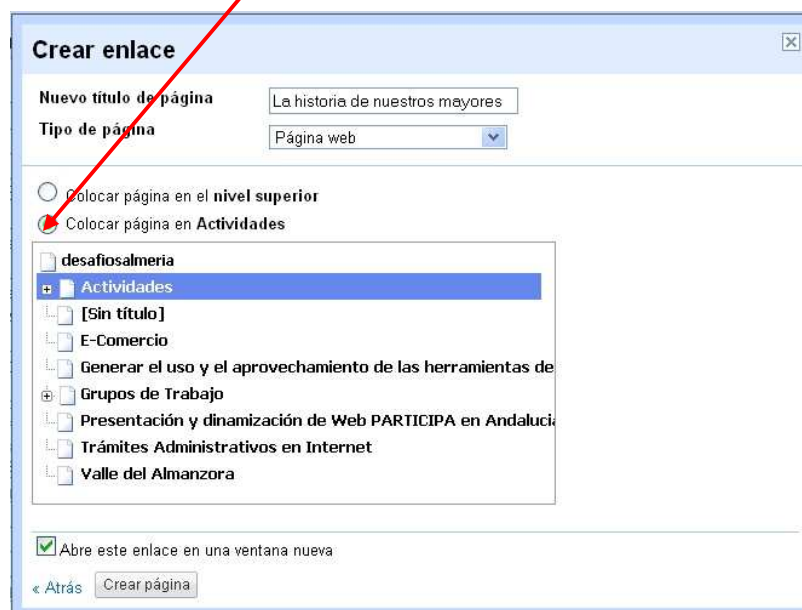 Crear enlace
Nuevo título de página
La historia de nuestros mayores
Tipo de página
Página web
Colocar página en el nivel superior
Colocar página en Actividades
desafiosalmeria
Actividades
[Sin título]
E-Comercio
Generar el uso y el aprovechamiento de las herramientas de
Grupos de Trabajo
Presentación y dinamización de Web PARTICIPA en Andalucía
Trámites Administrativos en Internet
Valle del Almanzora
Abre este enlace en una ventana nueva
« Atrás Crear página